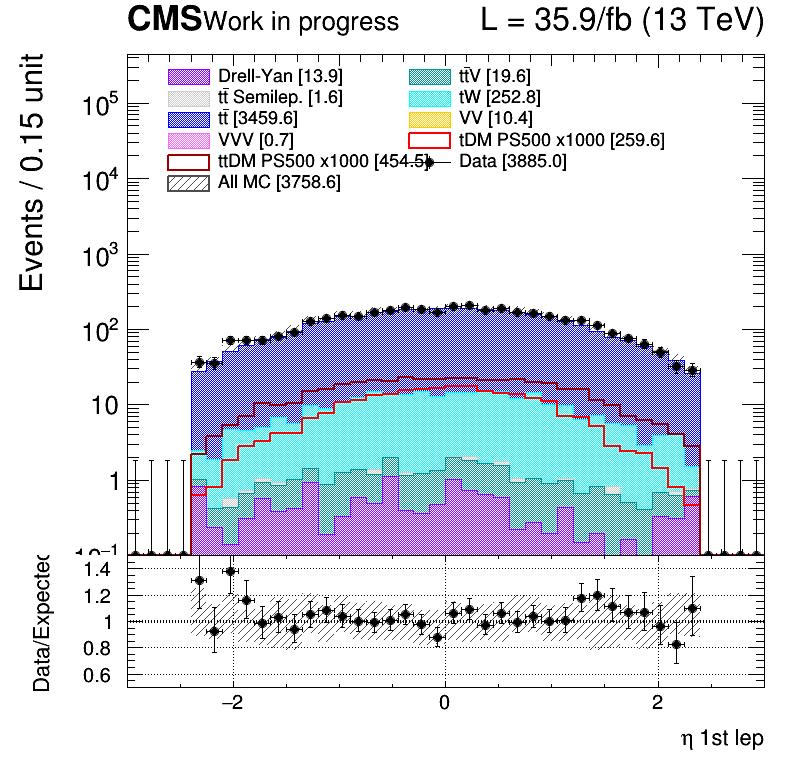 CMS Work in progress L = 35.9/fb (13 TeV)
Events / 0.15 unit
Drell-Yan [13.9] tt̄V [19.6]
tt̄ Semilep. [1.6] tW [252.8]
tt̄ [3459.6] VV [10.4]
VVV [0.7] tDM PS500 x1000 [259.6]
ttDM PS500 x1000 [454.5] Data [3885.0]
All MC [3758.6]
10⁵
10⁴
10³
10²
10
1
10⁻¹
Data/Expected
1.4
1.2
1
0.8
0.6
−2 0 2
η 1st lep